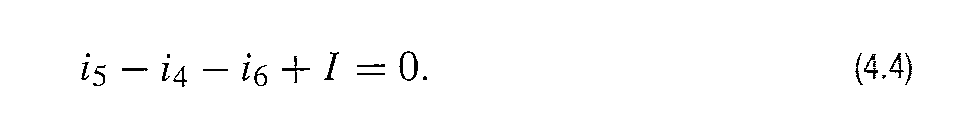 i₅ − i₄ − i₆ + I = 0. (4.4)